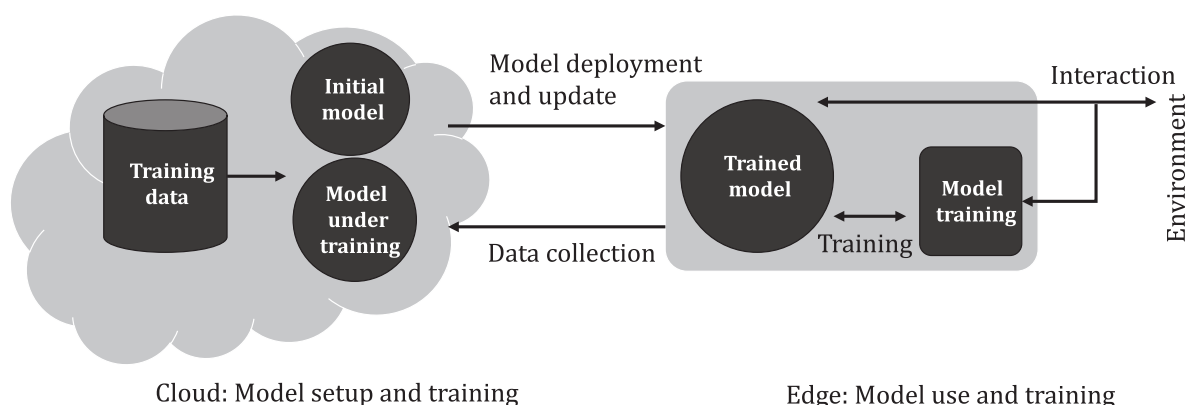 Initial
model
Training
data
Model
under
training
Model deployment
and update
Data collection
Trained
model
Training
Model
training
Interaction
Environment
Cloud: Model setup and training
Edge: Model use and training